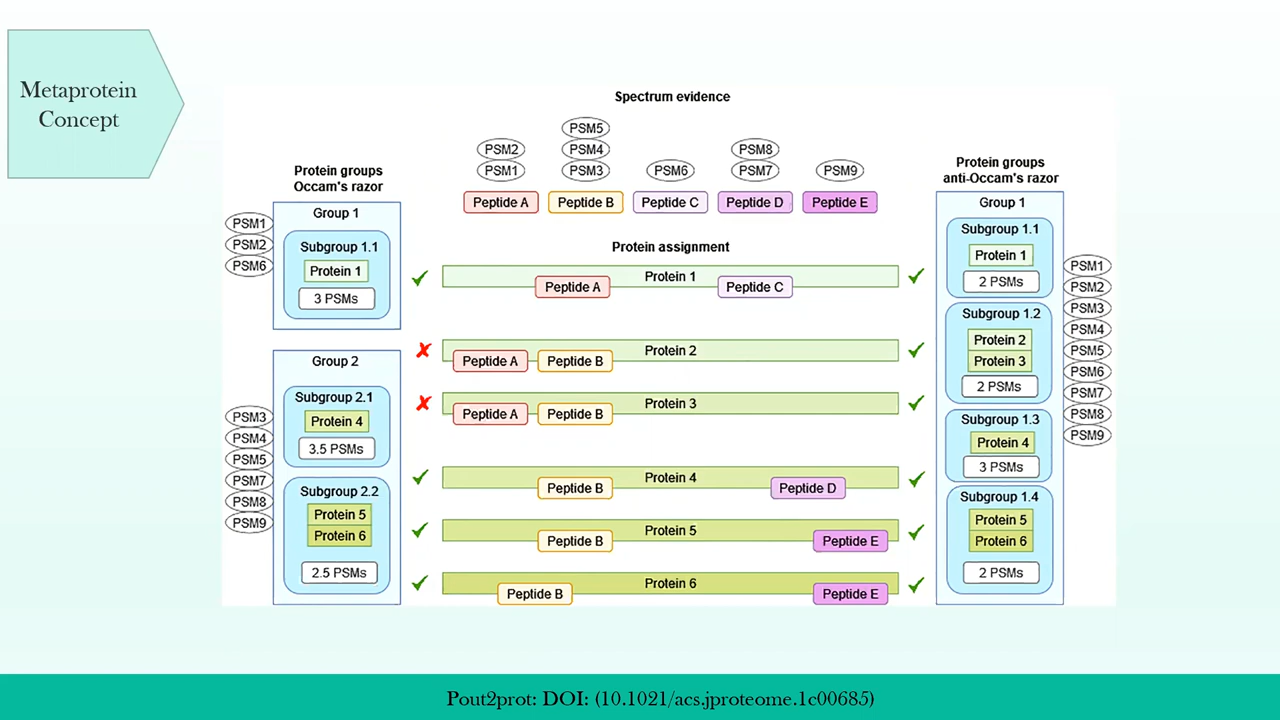 Metaprotein
Concept
Spectrum evidence
PSM5
PSM2
PSM4
PSM8
PSM1
PSM3
PSM6
PSM7
PSM9
Peptide A
Peptide B
Peptide C
Peptide D
Peptide E
Protein groups
Occam's razor
Group 1
PSM1
PSM2
PSM6
Subgroup 1.1
Protein 1
3 PSMs
Group 2
PSM3
PSM4
PSM5
PSM7
PSM8
PSM9
Subgroup 2.1
Protein 4
3.5 PSMs
Subgroup 2.2
Protein 5
Protein 6
2.5 PSMs
Protein assignment
Protein 1
Peptide A
Peptide C
Protein 2
Peptide A
Peptide B
Protein 3
Peptide A
Peptide B
Protein 4
Peptide B
Peptide D
Protein 5
Peptide B
Peptide E
Protein 6
Peptide B
Peptide E
Protein groups
anti-Occam's razor
Group 1
Subgroup 1.1
Protein 1
2 PSMs
Subgroup 1.2
Protein 2
Protein 3
2 PSMs
Subgroup 1.3
Protein 4
3 PSMs
Subgroup 1.4
Protein 5
Protein 6
2 PSMs
PSM1
PSM2
PSM3
PSM4
PSM5
PSM6
PSM7
PSM8
PSM9
Pout2prot: DOI: (10.1021/acs.jproteome.1c00685)